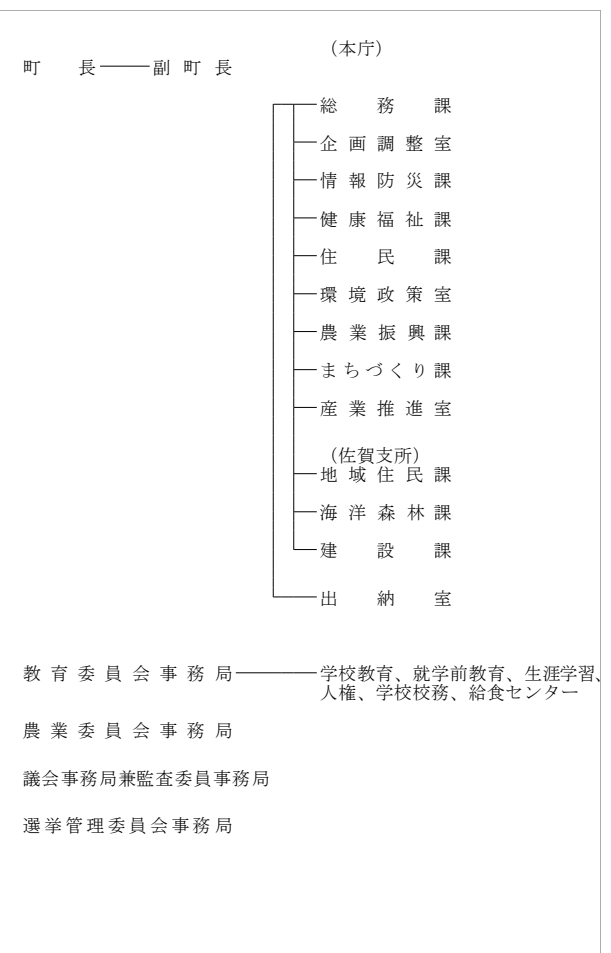 （本庁）
町長 副町長
総務課
企画調整室
情報防災課
健康福祉課
住民課
環境政策室
農業振興課
まちづくり課
産業推進室
（佐賀支所）
地域住民課
海洋森林課
建設課
出納室
教育委員会事務局 学校教育、就学前教育、生涯学習、
人権、学校校務、給食センター
農業委員会事務局
議会事務局兼監査委員事務局
選挙管理委員会事務局